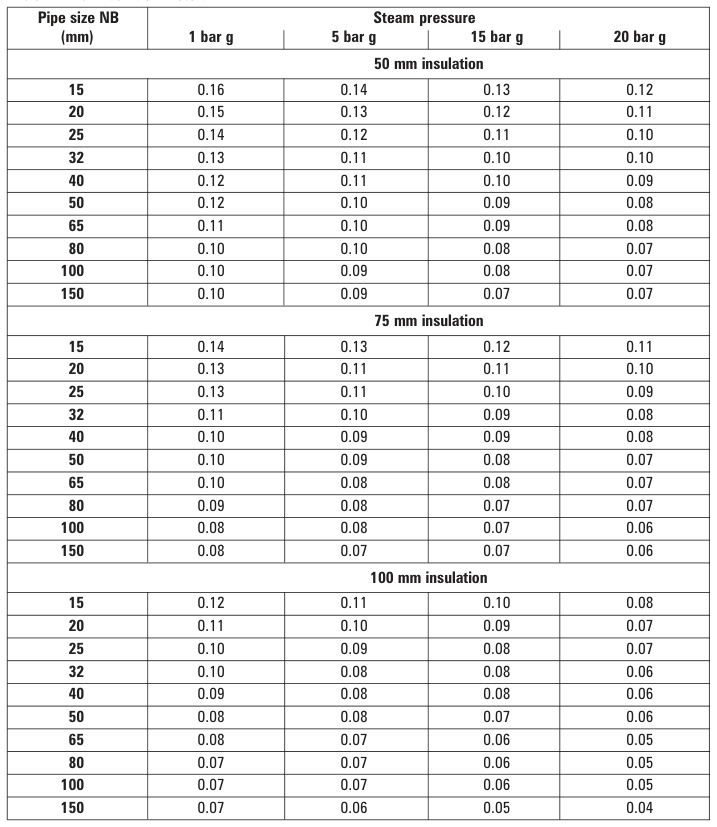 Pipe size NB Steam pressure
(mm) 1 bar g 5 bar g 15 bar g 20 bar g
50 mm insulation
15 0.16 0.14 0.13 0.12
20 0.15 0.13 0.12 0.11
25 0.14 0.12 0.11 0.10
32 0.13 0.11 0.10 0.10
40 0.12 0.11 0.10 0.09
50 0.12 0.10 0.09 0.08
65 0.11 0.10 0.09 0.08
80 0.10 0.10 0.08 0.07
100 0.10 0.09 0.08 0.07
150 0.10 0.09 0.07 0.07
75 mm insulation
15 0.14 0.13 0.12 0.11
20 0.13 0.11 0.11 0.10
25 0.13 0.11 0.10 0.09
32 0.11 0.10 0.09 0.08
40 0.10 0.09 0.09 0.08
50 0.10 0.09 0.08 0.07
65 0.10 0.08 0.08 0.07
80 0.09 0.08 0.07 0.07
100 0.08 0.08 0.07 0.06
150 0.08 0.07 0.07 0.06
100 mm insulation
15 0.12 0.11 0.10 0.08
20 0.11 0.10 0.09 0.07
25 0.10 0.09 0.08 0.07
32 0.10 0.08 0.08 0.06
40 0.09 0.08 0.08 0.06
50 0.08 0.08 0.07 0.06
65 0.08 0.07 0.06 0.05
80 0.07 0.07 0.06 0.05
100 0.07 0.07 0.06 0.05
150 0.07 0.06 0.05 0.04